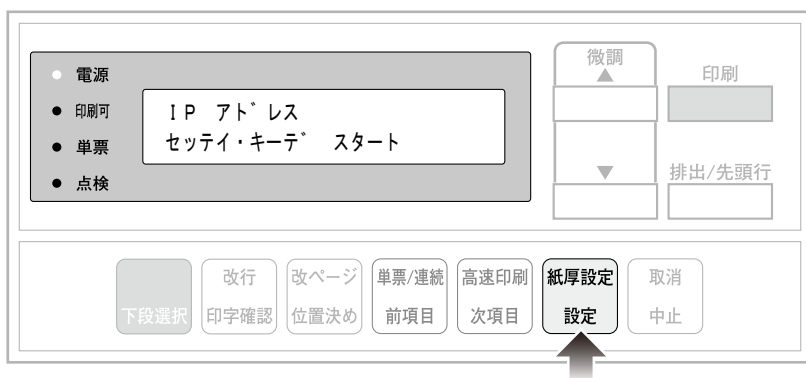 電源
印刷可
単票
点検
ＩＰ　アト゛レス
セッテイ・キーデ゛　スタート
微調
印刷
排出/先頭行
下段選択
改行
印字確認
改ページ
位置決め
単票/連続
前項目
高速印刷
次項目
紙厚設定
設定
取消
中止